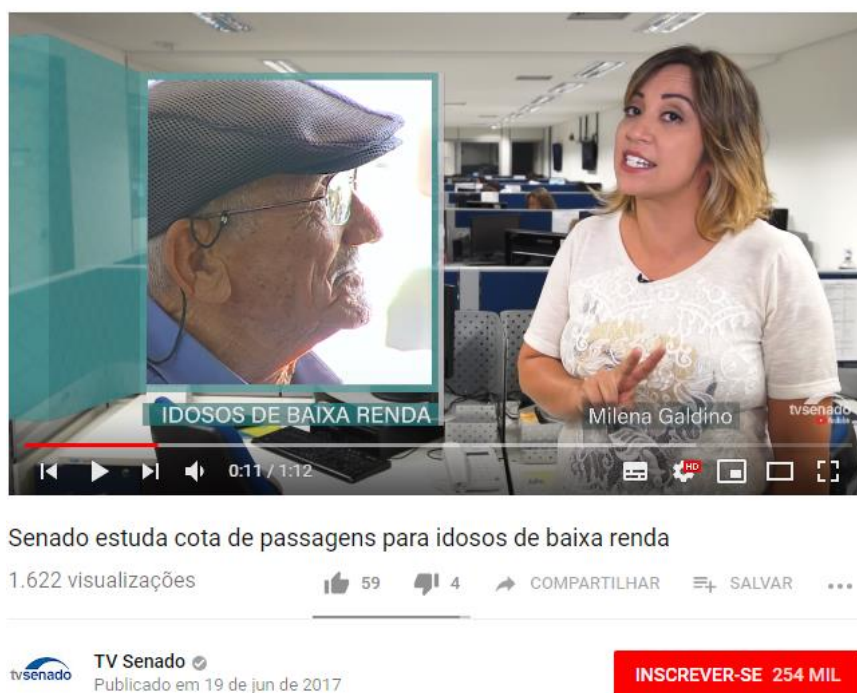 IDOSOS DE BAIXA RENDA
Milena Galdino
tvsenado
0:11 / 1:12
HD
Senado estuda cota de passagens para idosos de baixa renda
1.622 visualizações
59
4
COMPARTILHAR
SALVAR
tvsenado
TV Senado
Publicado em 19 de jun de 2017
INSCREVER-SE 254 MIL